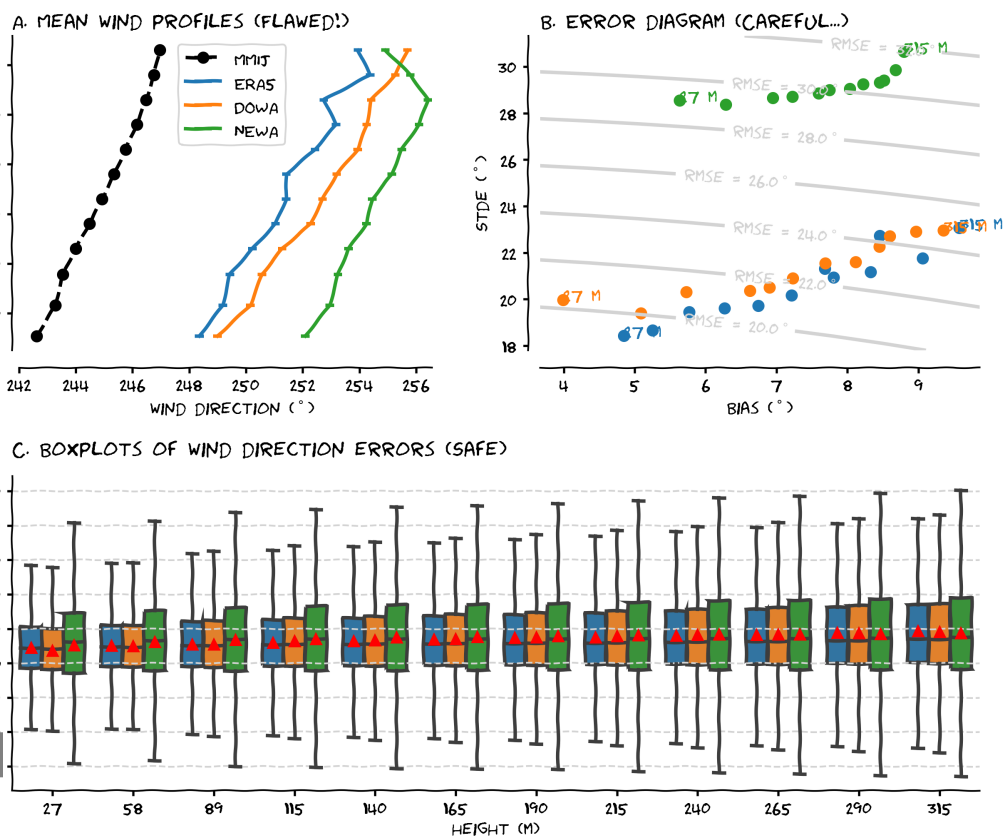 A. MEAN WIND PROFILES (FLAWED!)
MMIJ
ERA5
DOWA
NEWA
242 244 246 248 250 252 254 256
WIND DIRECTION (°)
B. ERROR DIAGRAM (CAREFUL...)
STDE (°)
30
28
26
24
22
20
18
315 M
RMSE = 30.0°
27 M
RMSE = 28.0°
RMSE = 26.0°
RMSE = 24.0°
315 M
RMSE = 22.0°
27 M
RMSE = 20.0°
27 M
4 5 6 7 8 9
BIAS (°)
C. BOXPLOTS OF WIND DIRECTION ERRORS (SAFE)
27 58 89 115 140 165 190 215 240 265 290 315
HEIGHT (M)